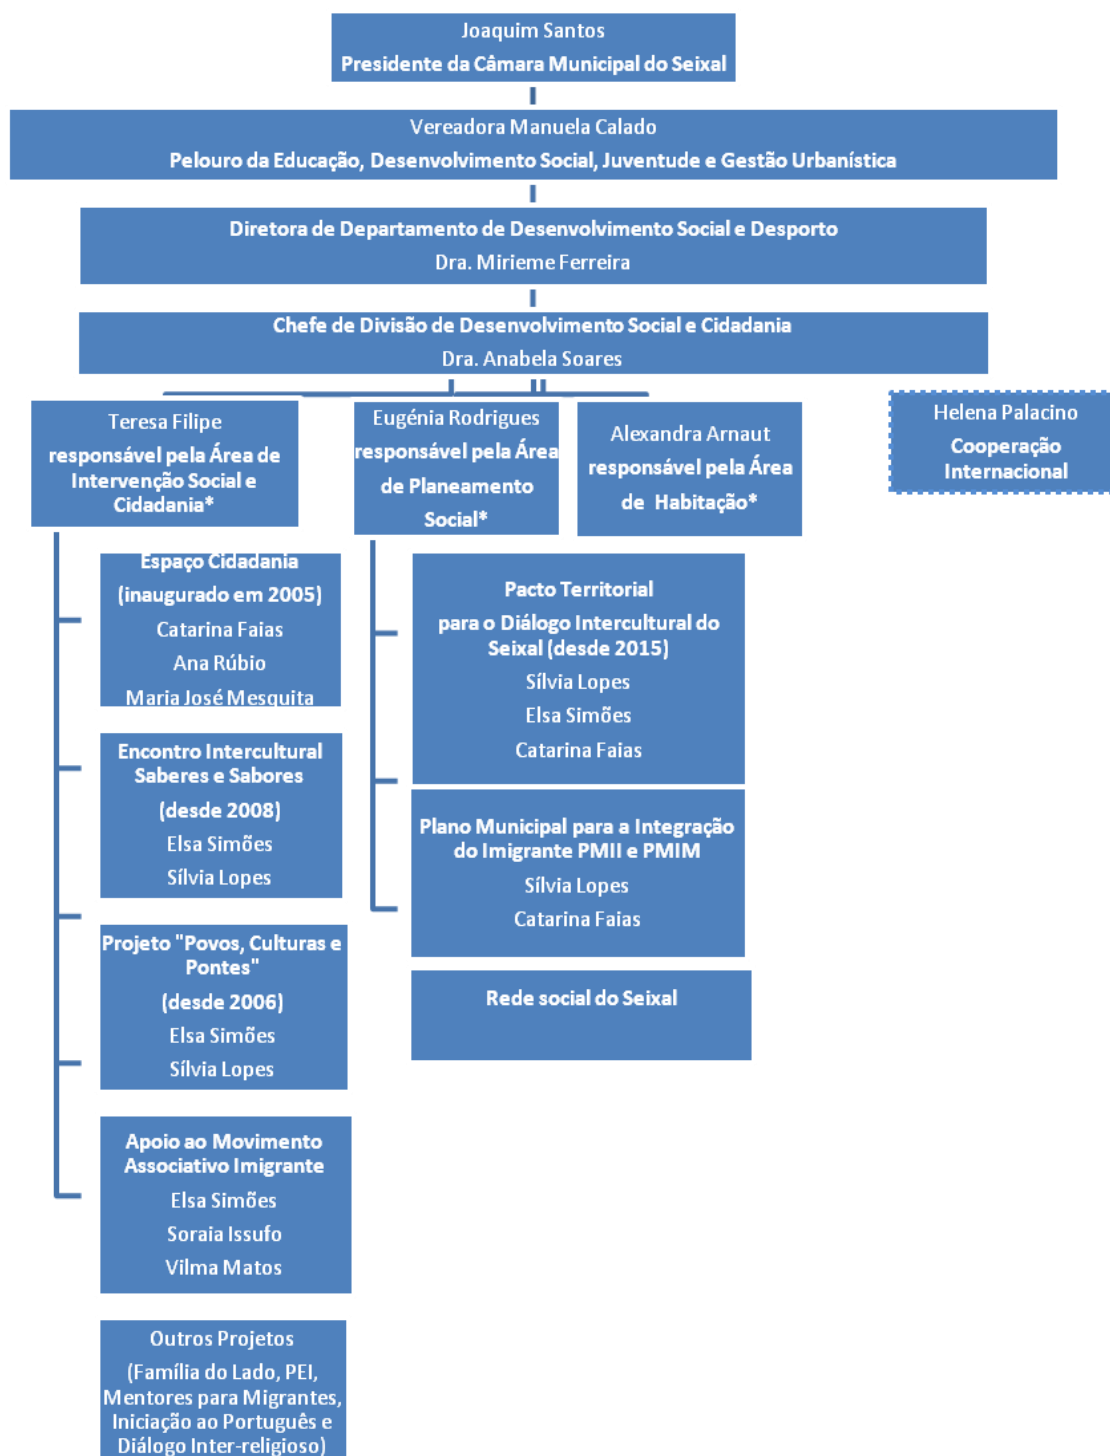 Joaquim Santos
Presidente da Câmara Municipal do Seixal
Vereadora Manuela Calado
Pelouro da Educação, Desenvolvimento Social, Juventude e Gestão Urbanística
Diretora de Departamento de Desenvolvimento Social e Desporto
Dra. Mirieme Ferreira
Chefe de Divisão de Desenvolvimento Social e Cidadania
Dra. Anabela Soares
Teresa Filipe
responsável pela Área de
Intervenção Social e
Cidadania*
Eugénia Rodrigues
responsável pela Área
de Planeamento
Social*
Alexandra Arnaut
responsável pela Área
de Habitação*
Helena Palacino
Cooperação
Internacional
Espaço Cidadania
(inaugurado em 2005)
Catarina Faias
Ana Rúbio
Maria José Mesquita
Encontro Intercultural
Saberes e Sabores
(desde 2008)
Elsa Simões
Sílvia Lopes
Projeto "Povos, Culturas e
Pontes"
(desde 2006)
Elsa Simões
Sílvia Lopes
Apoio ao Movimento
Associativo Imigrante
Elsa Simões
Soraia Issufo
Vilma Matos
Outros Projetos
(Família do Lado, PEI,
Mentores para Migrantes,
Iniciação ao Português e
Diálogo Inter-religioso)
Pacto Territorial
para o Diálogo Intercultural do
Seixal (desde 2015)
Sílvia Lopes
Elsa Simões
Catarina Faias
Plano Municipal para a Integração
do Imigrante PMII e PMIM
Sílvia Lopes
Catarina Faias
Rede social do Seixal